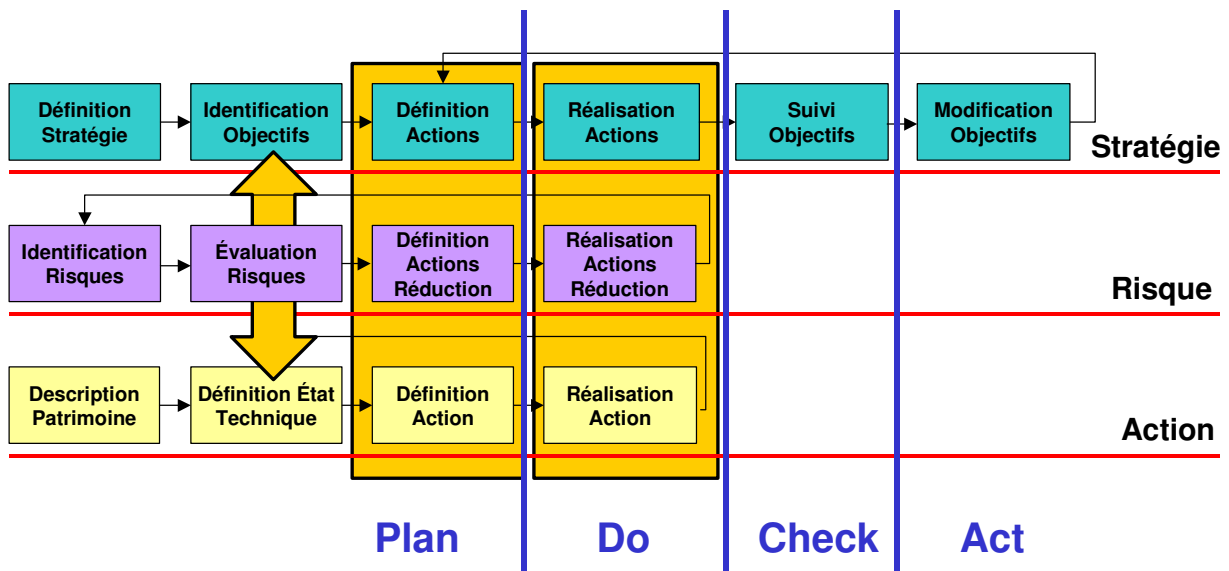 Définition
Stratégie
Identification
Objectifs
Définition
Actions
Réalisation
Actions
Suivi
Objectifs
Modification
Objectifs
Stratégie
Identification
Risques
Évaluation
Risques
Définition
Actions
Réduction
Réalisation
Actions
Réduction
Risque
Description
Patrimoine
Définition État
Technique
Définition
Action
Réalisation
Action
Action
Plan
Do
Check
Act